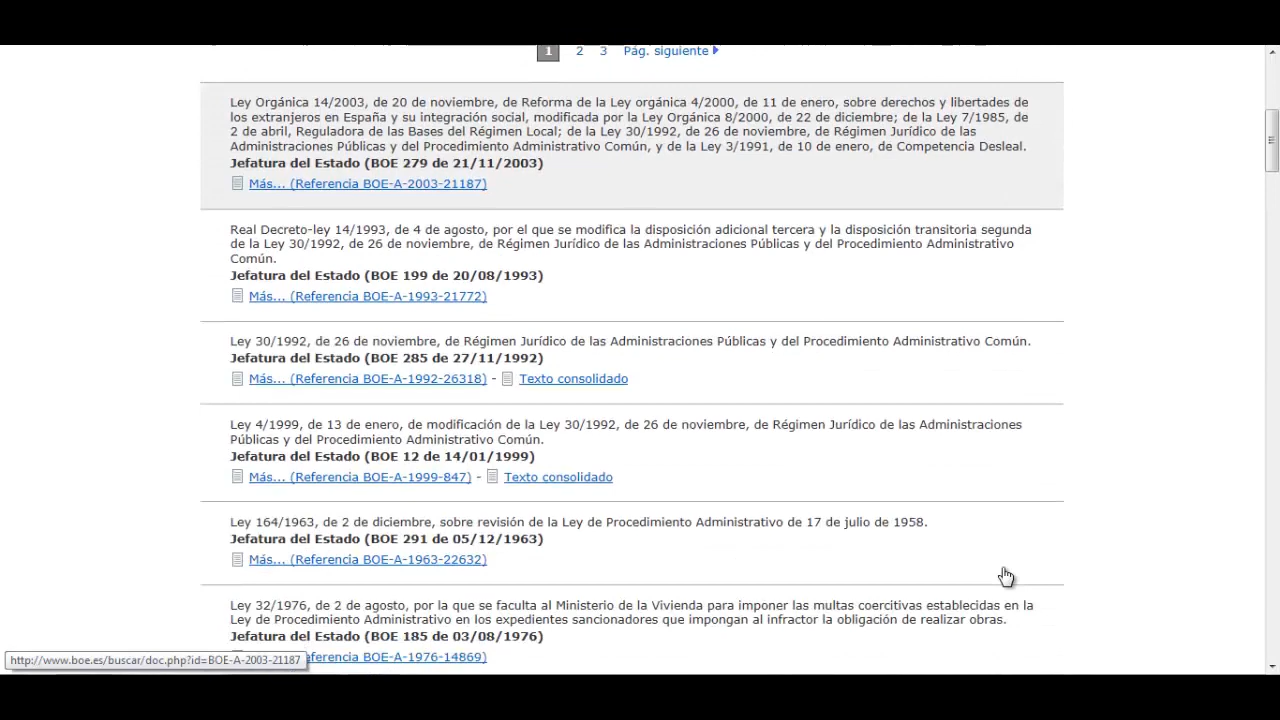 1 2 3 Pág. siguiente
Ley Orgánica 14/2003, de 20 de noviembre, de Reforma de la Ley orgánica 4/2000, de 11 de enero, sobre derechos y libertades de
los extranjeros en España y su integración social, modificada por la Ley Orgánica 8/2000, de 22 de diciembre; de la Ley 7/1985, de
2 de abril, Reguladora de las Bases del Régimen Local; de la Ley 30/1992, de 26 de noviembre, de Régimen Jurídico de las
Administraciones Públicas y del Procedimiento Administrativo Común, y de la Ley 3/1991, de 10 de enero, de Competencia Desleal.
Jefatura del Estado (BOE 279 de 21/11/2003)
Más... (Referencia BOE-A-2003-21187)
Real Decreto-ley 14/1993, de 4 de agosto, por el que se modifica la disposición adicional tercera y la disposición transitoria segunda
de la Ley 30/1992, de 26 de noviembre, de Régimen Jurídico de las Administraciones Públicas y del Procedimiento Administrativo
Común.
Jefatura del Estado (BOE 199 de 20/08/1993)
Más... (Referencia BOE-A-1993-21772)
Ley 30/1992, de 26 de noviembre, de Régimen Jurídico de las Administraciones Públicas y del Procedimiento Administrativo Común.
Jefatura del Estado (BOE 285 de 27/11/1992)
Más... (Referencia BOE-A-1992-26318) - Texto consolidado
Ley 4/1999, de 13 de enero, de modificación de la Ley 30/1992, de 26 de noviembre, de Régimen Jurídico de las Administraciones
Públicas y del Procedimiento Administrativo Común.
Jefatura del Estado (BOE 12 de 14/01/1999)
Más... (Referencia BOE-A-1999-847) - Texto consolidado
Ley 164/1963, de 2 de diciembre, sobre revisión de la Ley de Procedimiento Administrativo de 17 de julio de 1958.
Jefatura del Estado (BOE 291 de 05/12/1963)
Más... (Referencia BOE-A-1963-22632)
Ley 32/1976, de 2 de agosto, por la que se faculta al Ministerio de la Vivienda para imponer las multas coercitivas establecidas en la
Ley de Procedimiento Administrativo en los expedientes sancionadores que impongan al infractor la obligación de realizar obras.
Jefatura del Estado (BOE 185 de 03/08/1976)
BOE-A-1976-14869)
http://www.boe.es/buscar/doc.php?id=BOE-A-2003-21187